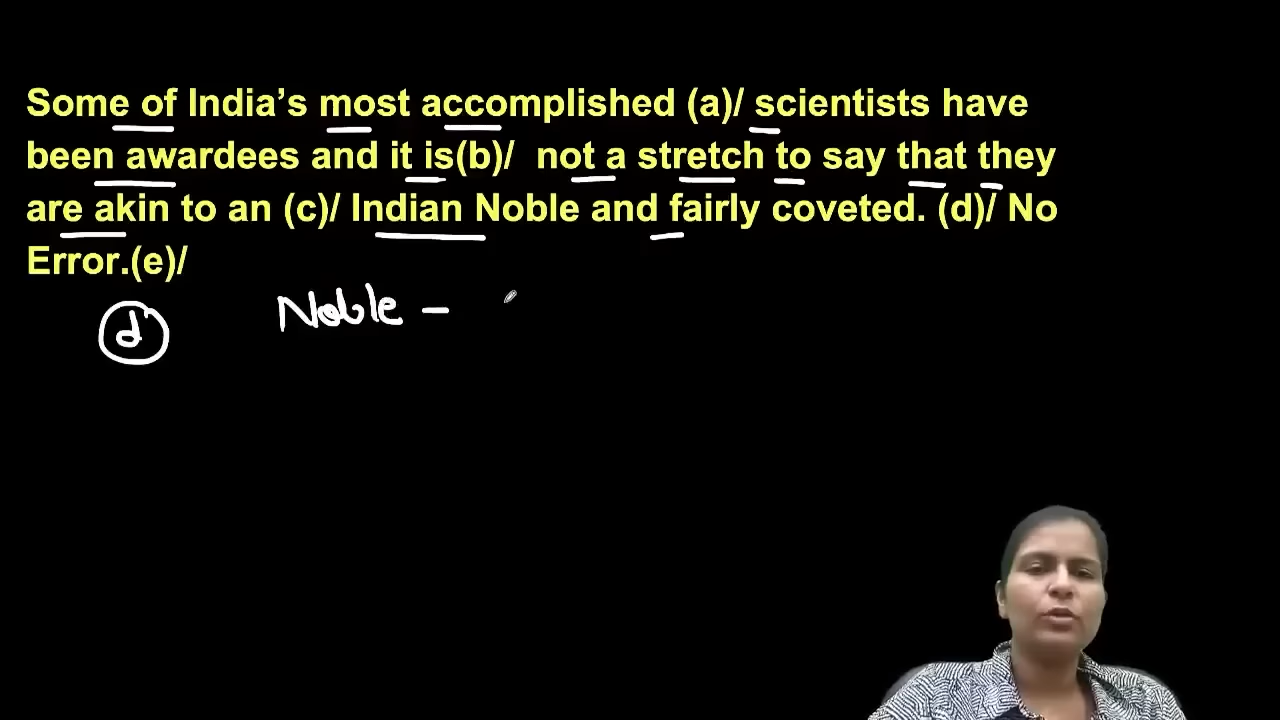 Some of India’s most accomplished (a)/ scientists have
been awardees and it is(b)/ not a stretch to say that they
are akin to an (c)/ Indian Noble and fairly coveted. (d)/ No
Error.(e)/
d Noble –